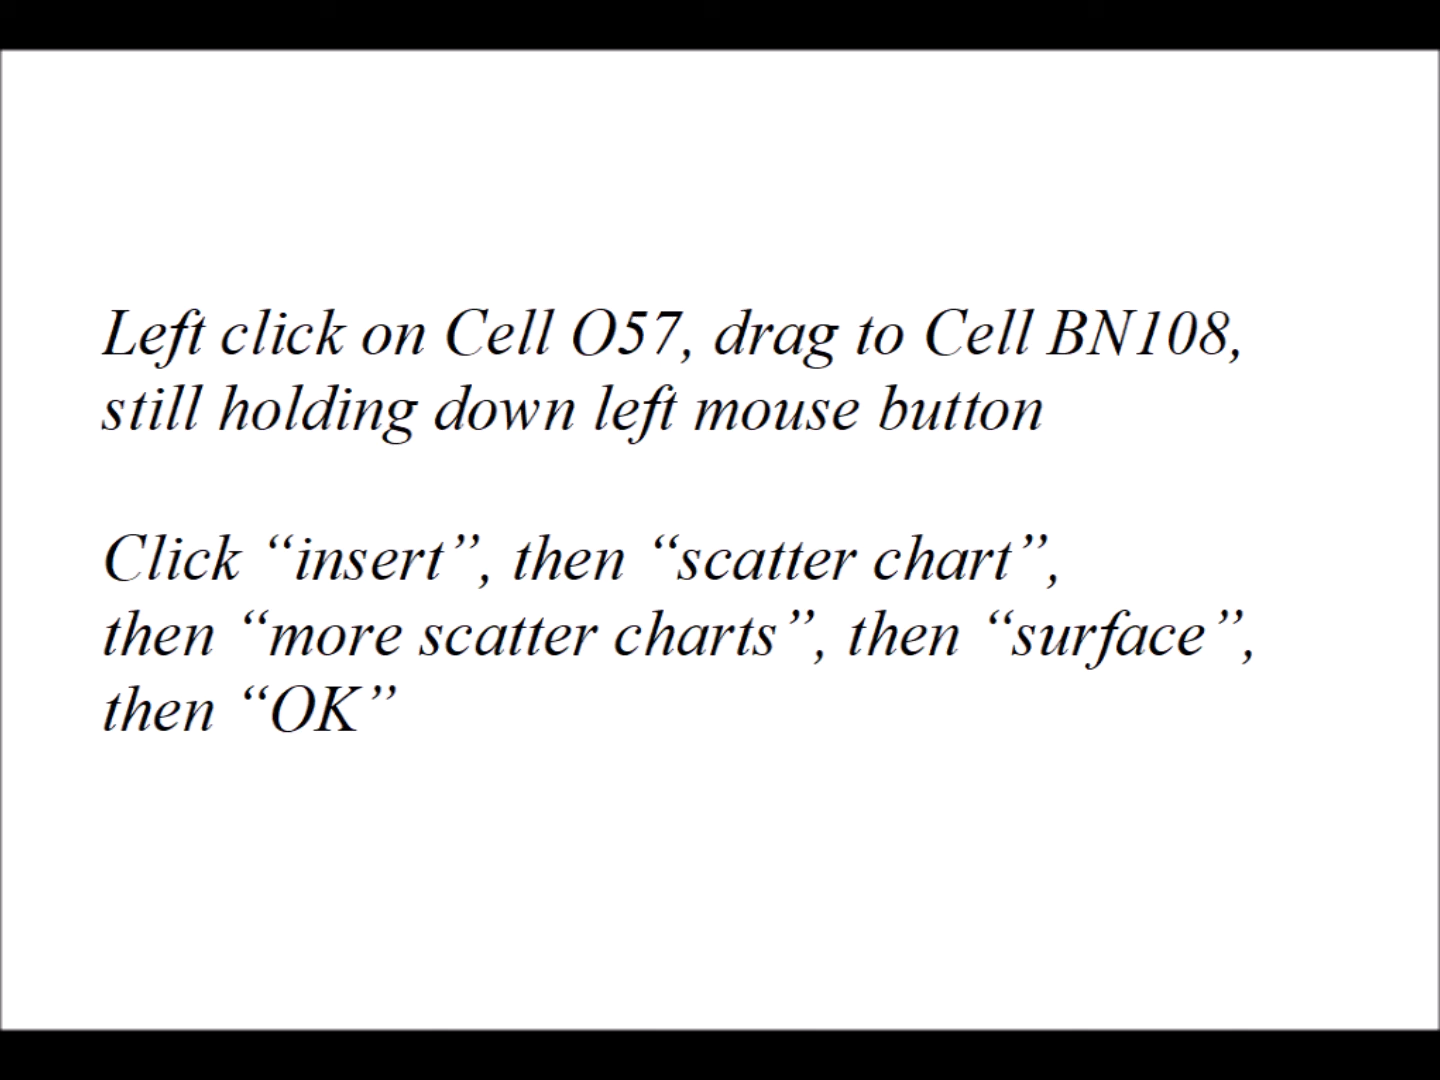 Left click on Cell O57, drag to Cell BN108,
still holding down left mouse button
Click “insert”, then “scatter chart”,
then “more scatter charts”, then “surface”,
then “OK”